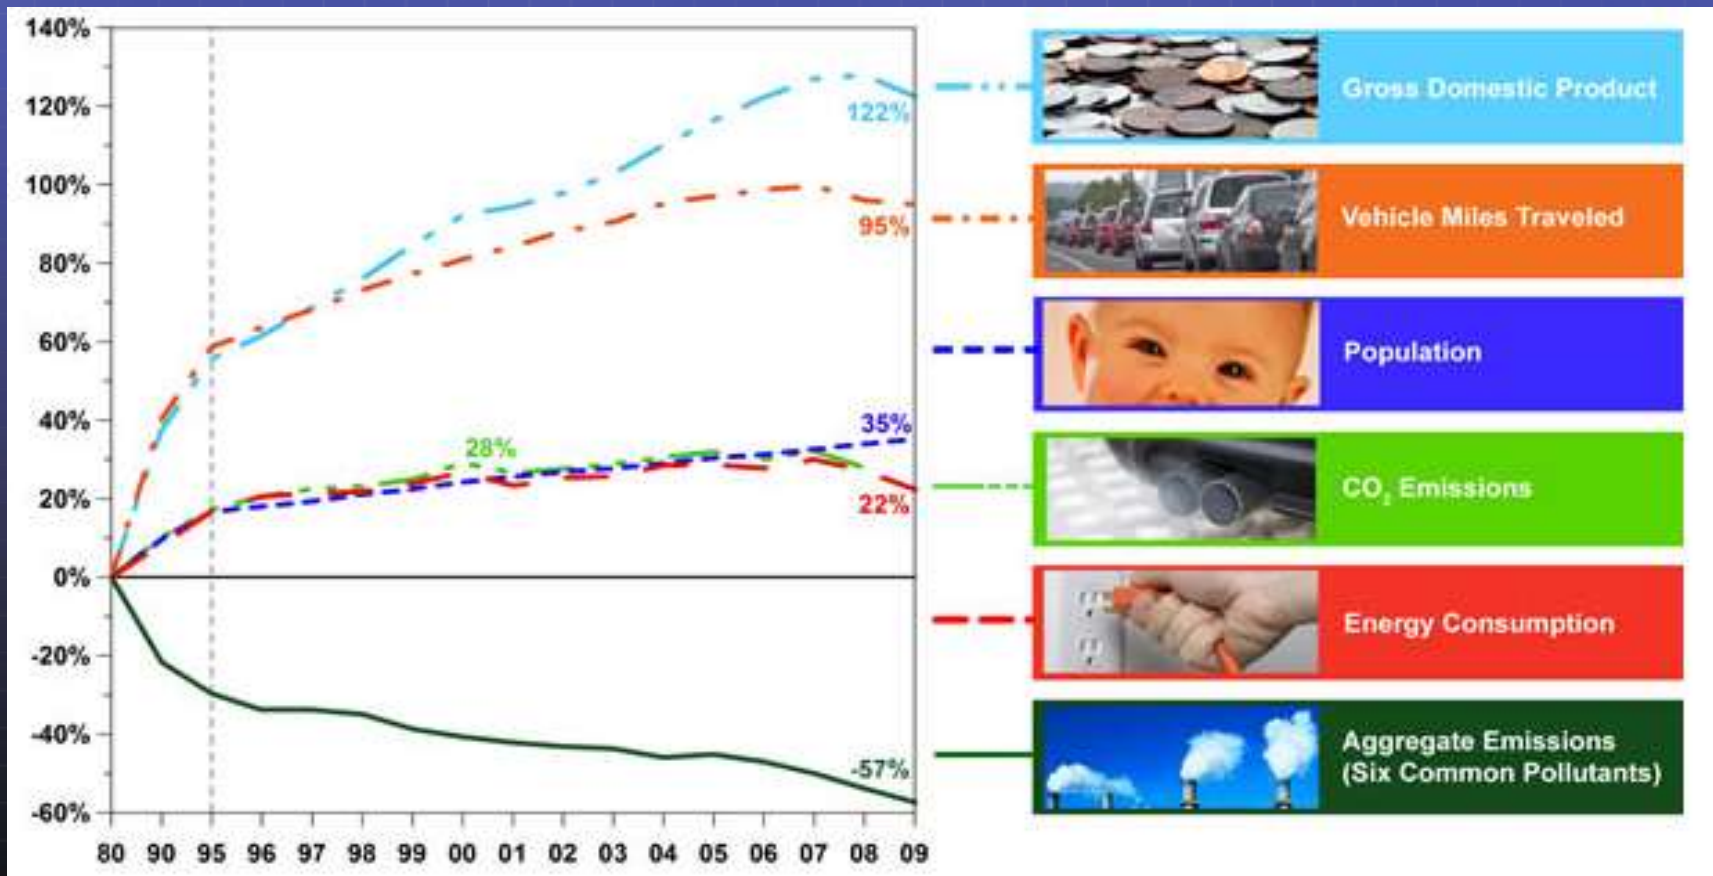 140%
120%
100%
80%
60%
40%
20%
0%
-20%
-40%
-60%
80 90 95 96 97 98 99 00 01 02 03 04 05 06 07 08 09
122%
95%
35%
28%
22%
-57%
Gross Domestic Product
Vehicle Miles Traveled
Population
CO₂ Emissions
Energy Consumption
Aggregate Emissions
(Six Common Pollutants)